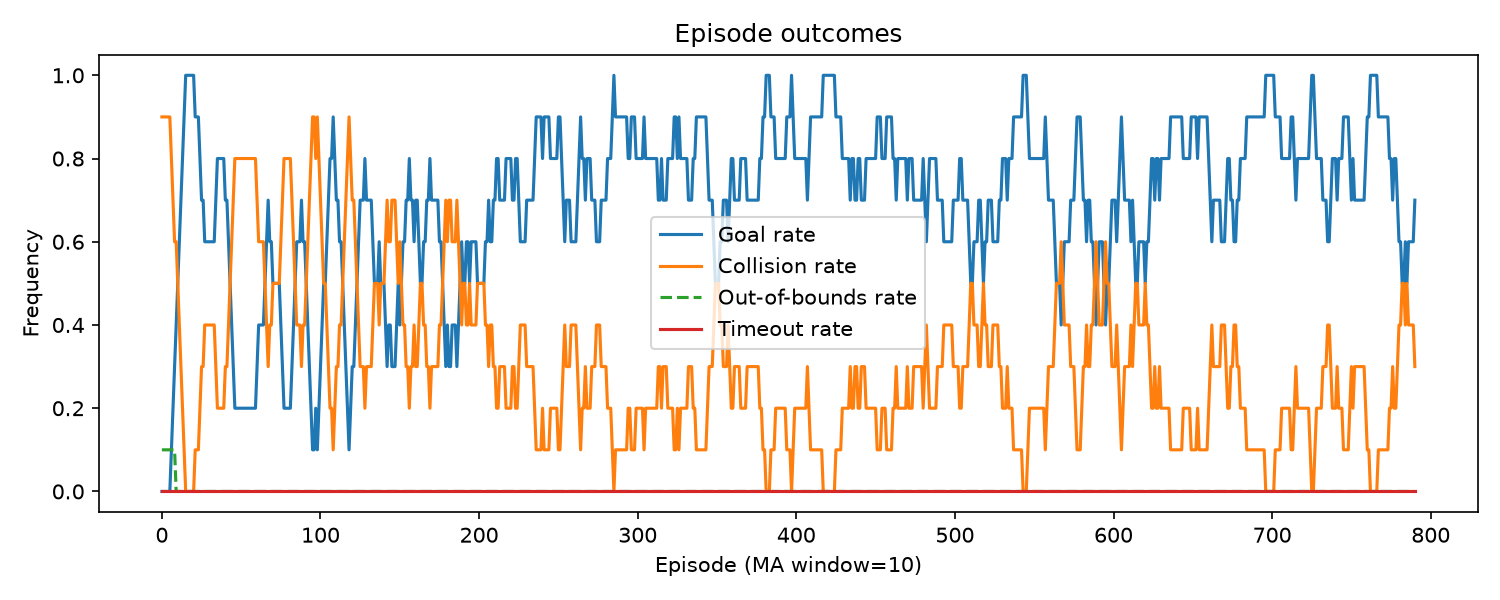 Episode outcomes
1.0
0.8
0.6
0.4
0.2
0.0
Frequency
Goal rate
Collision rate
Out-of-bounds rate
Timeout rate
0 100 200 300 400 500 600 700 800
Episode (MA window=10)